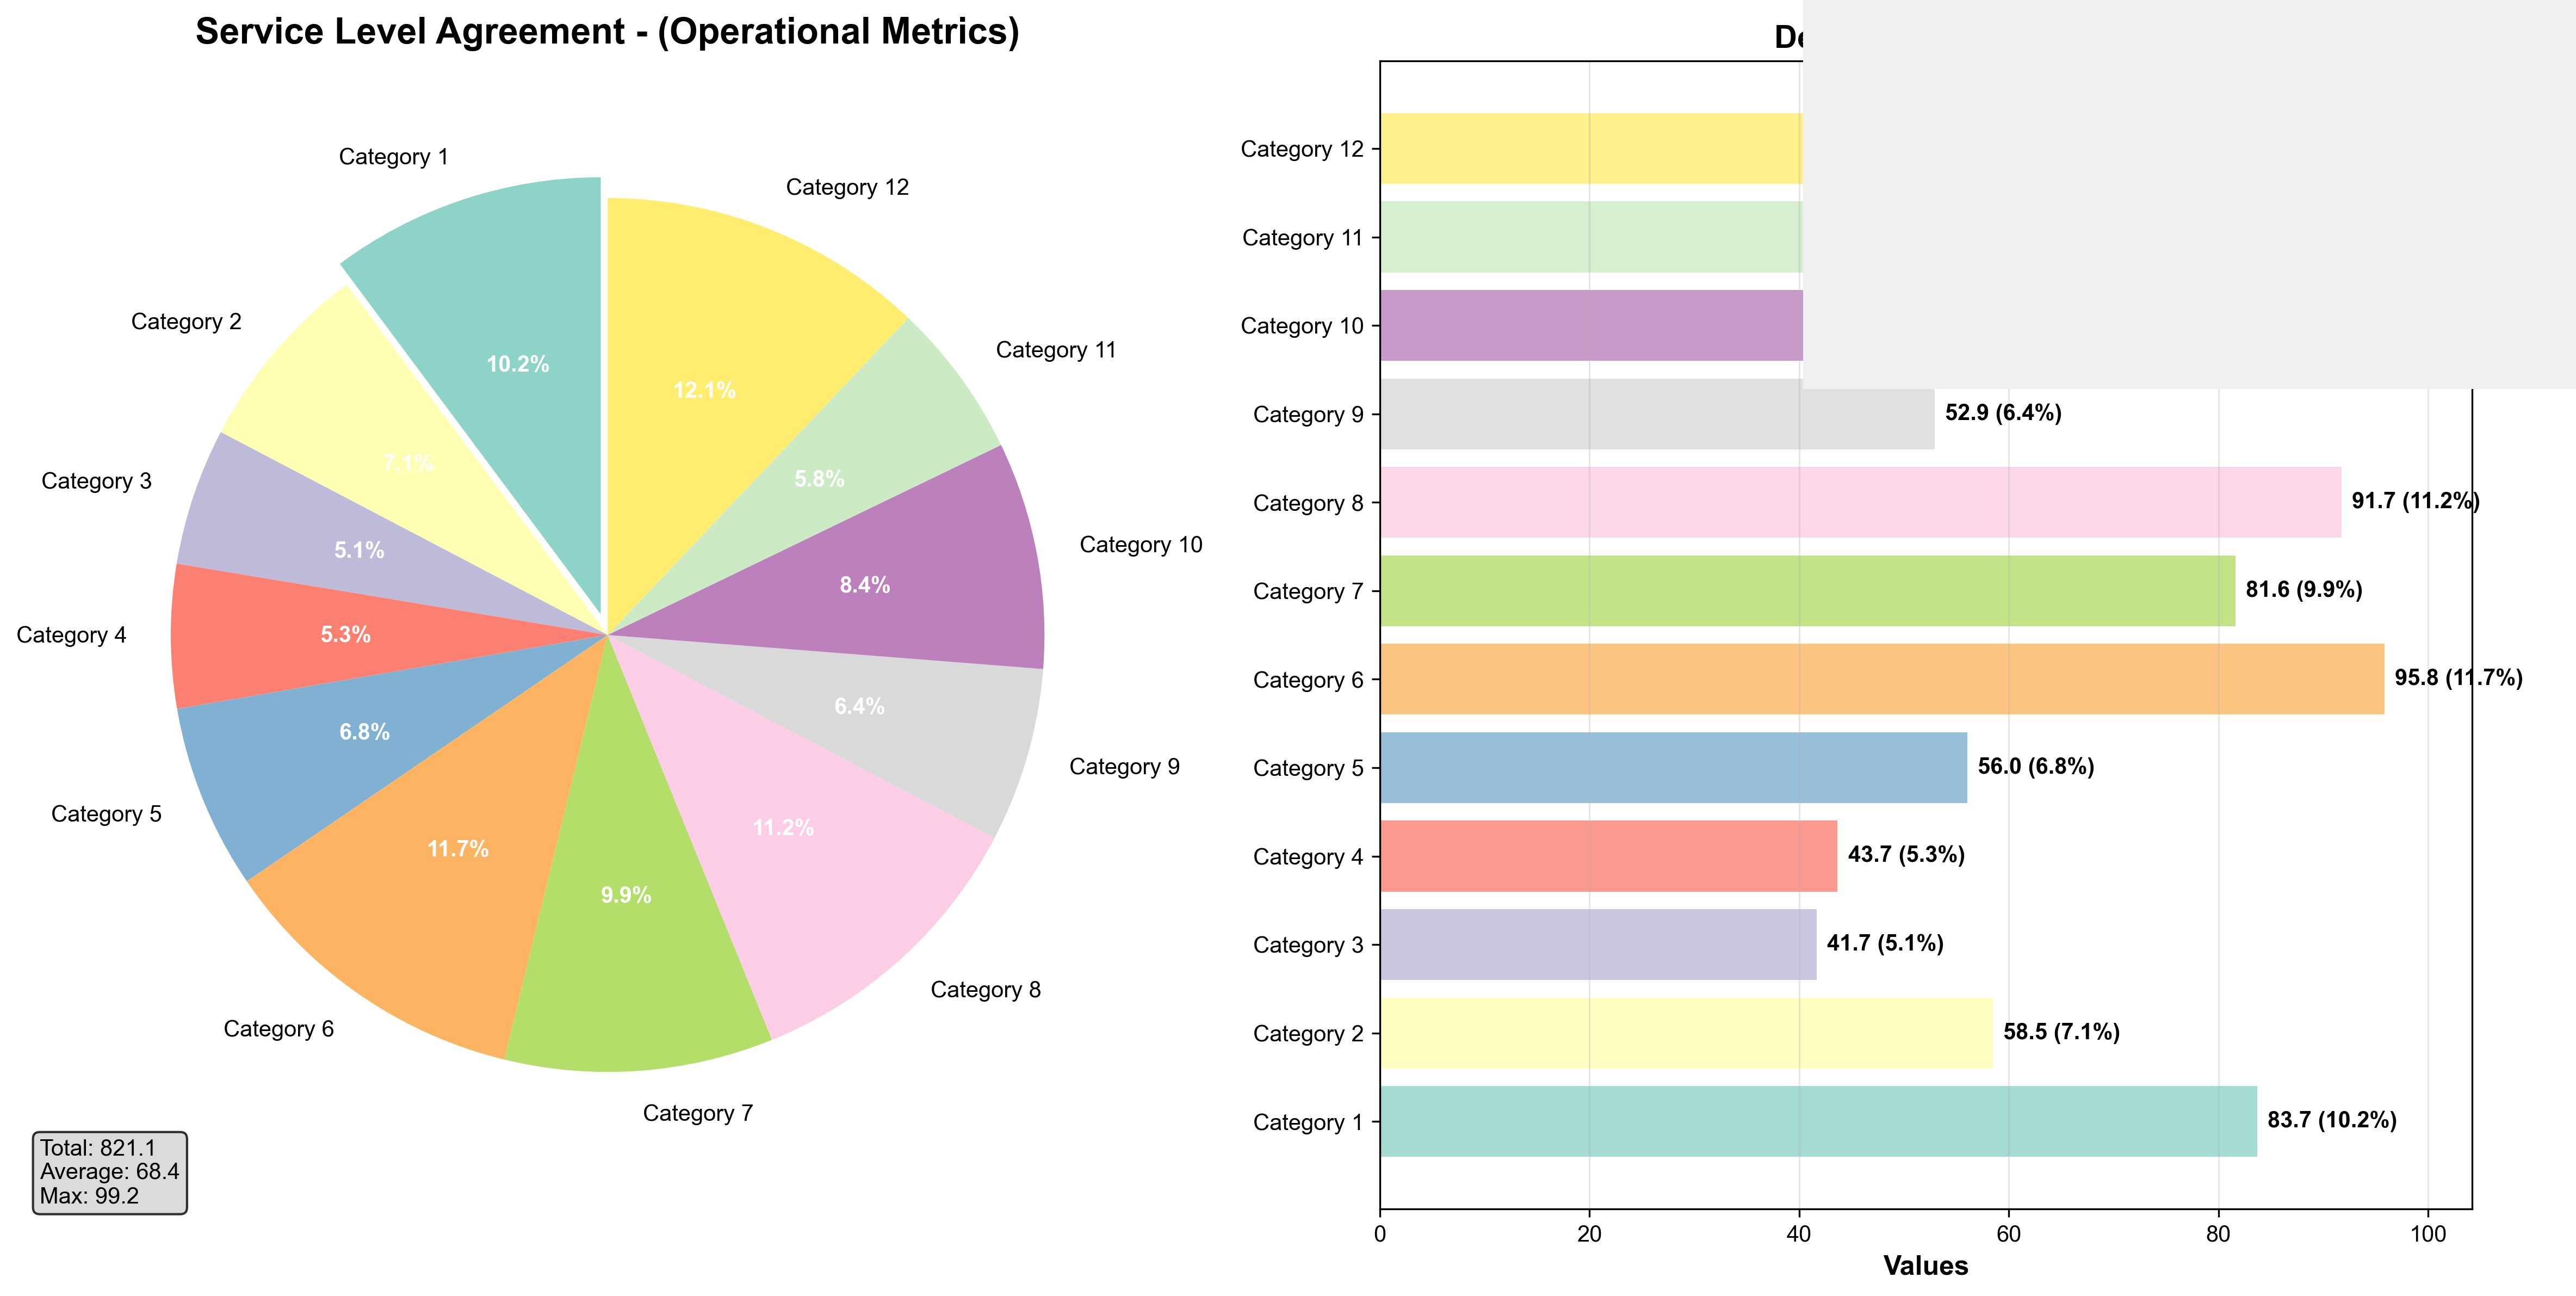 Service Level Agreement - (Operational Metrics)
Category 1
Category 2
Category 3
Category 4
Category 5
Category 6
Category 7
Category 8
Category 9
Category 10
Category 11
Category 12
10.2%
7.1%
5.1%
5.3%
6.8%
11.7%
9.9%
11.2%
6.4%
8.4%
5.8%
12.1%
Total: 821.1
Average: 68.4
Max: 99.2
Category 12
Category 11
Category 10
Category 9
52.9 (6.4%)
Category 8
91.7 (11.2%)
Category 7
81.6 (9.9%)
Category 6
95.8 (11.7%)
Category 5
56.0 (6.8%)
Category 4
43.7 (5.3%)
Category 3
41.7 (5.1%)
Category 2
58.5 (7.1%)
Category 1
83.7 (10.2%)
0 20 40 60 80 100
Values